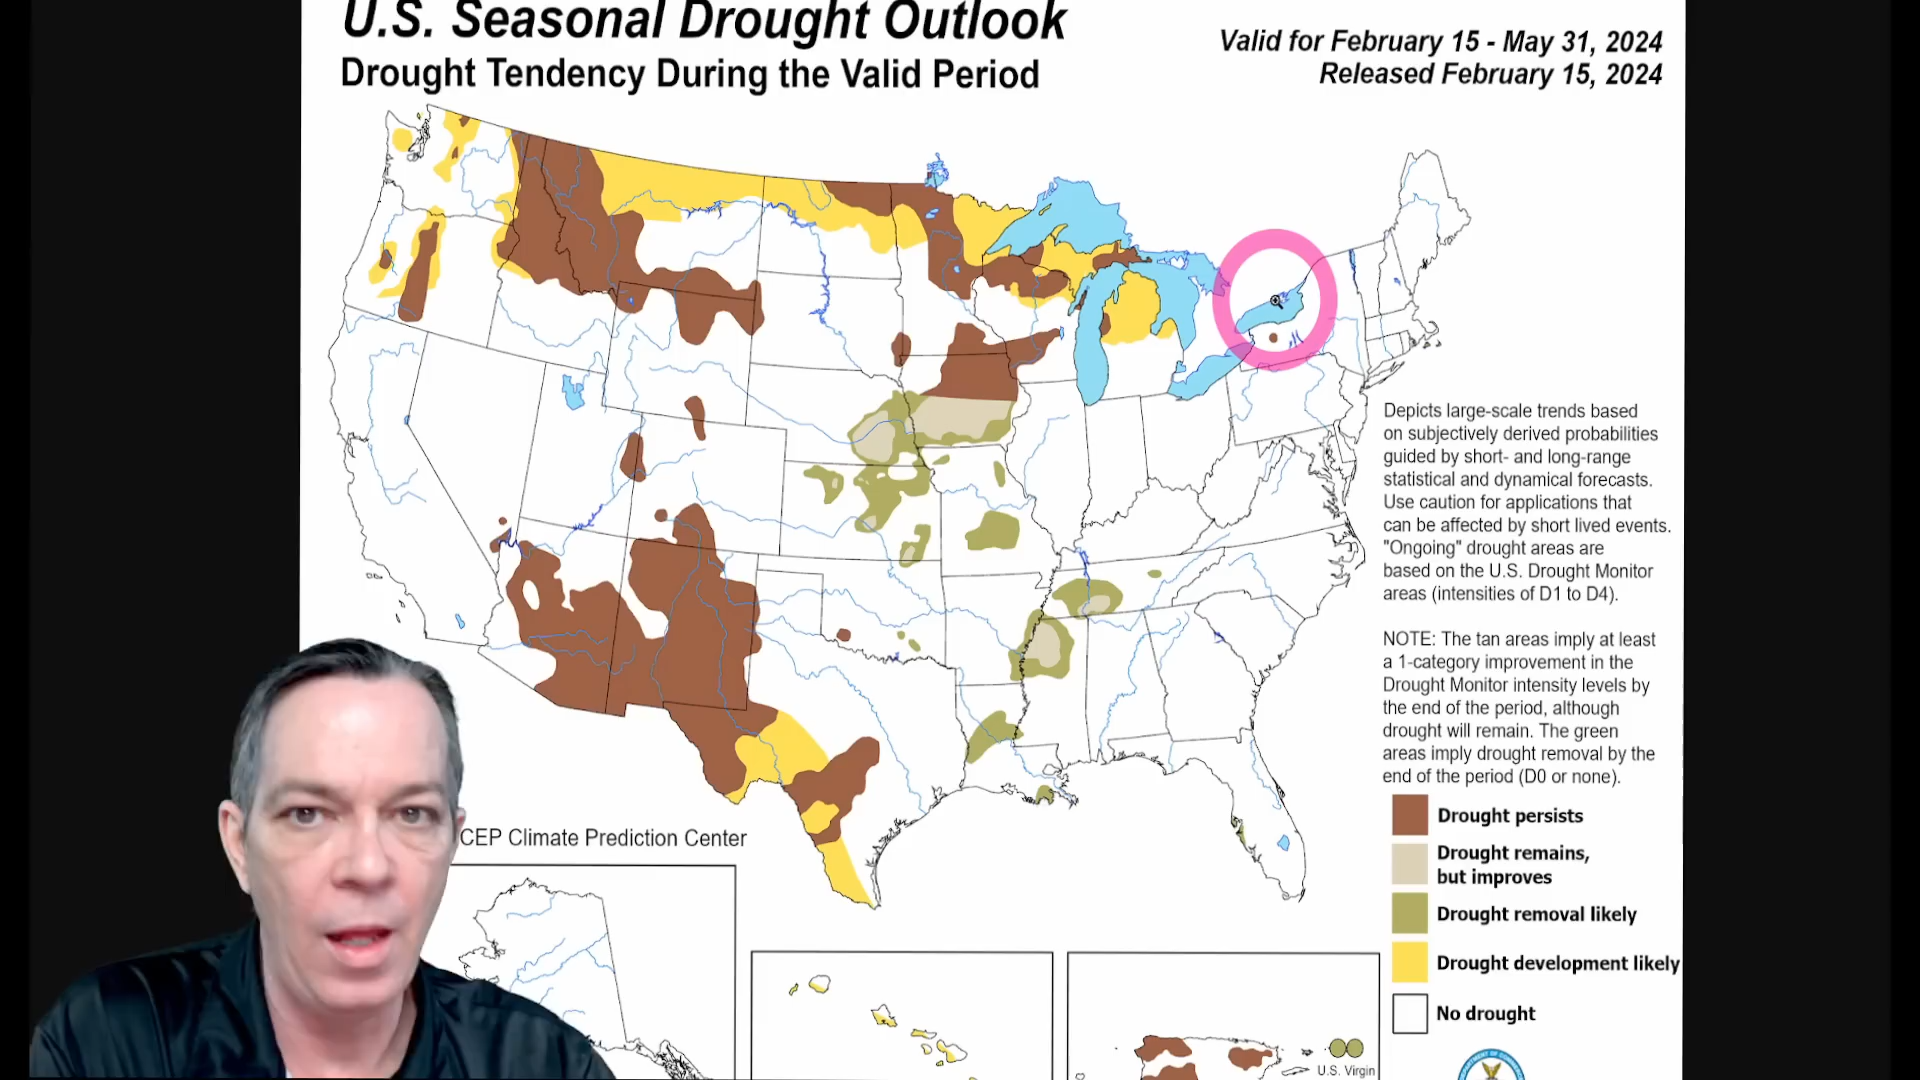 U.S. Seasonal Drought Outlook
Drought Tendency During the Valid Period
Valid for February 15 - May 31, 2024
Released February 15, 2024
Depicts large-scale trends based
on subjectively derived probabilities
guided by short- and long-range
statistical and dynamical forecasts.
Use caution for applications that
can be affected by short lived events.
"Ongoing" drought areas are
based on the U.S. Drought Monitor
areas (intensities of D1 to D4).
NOTE: The tan areas imply at least
a 1-category improvement in the
Drought Monitor intensity levels by
the end of the period, although
drought will remain. The green
areas imply drought removal by the
end of the period (D0 or none).
Drought persists
Drought remains,
but improves
Drought removal likely
Drought development likely
No drought
CEP Climate Prediction Center
U.S. Virgin